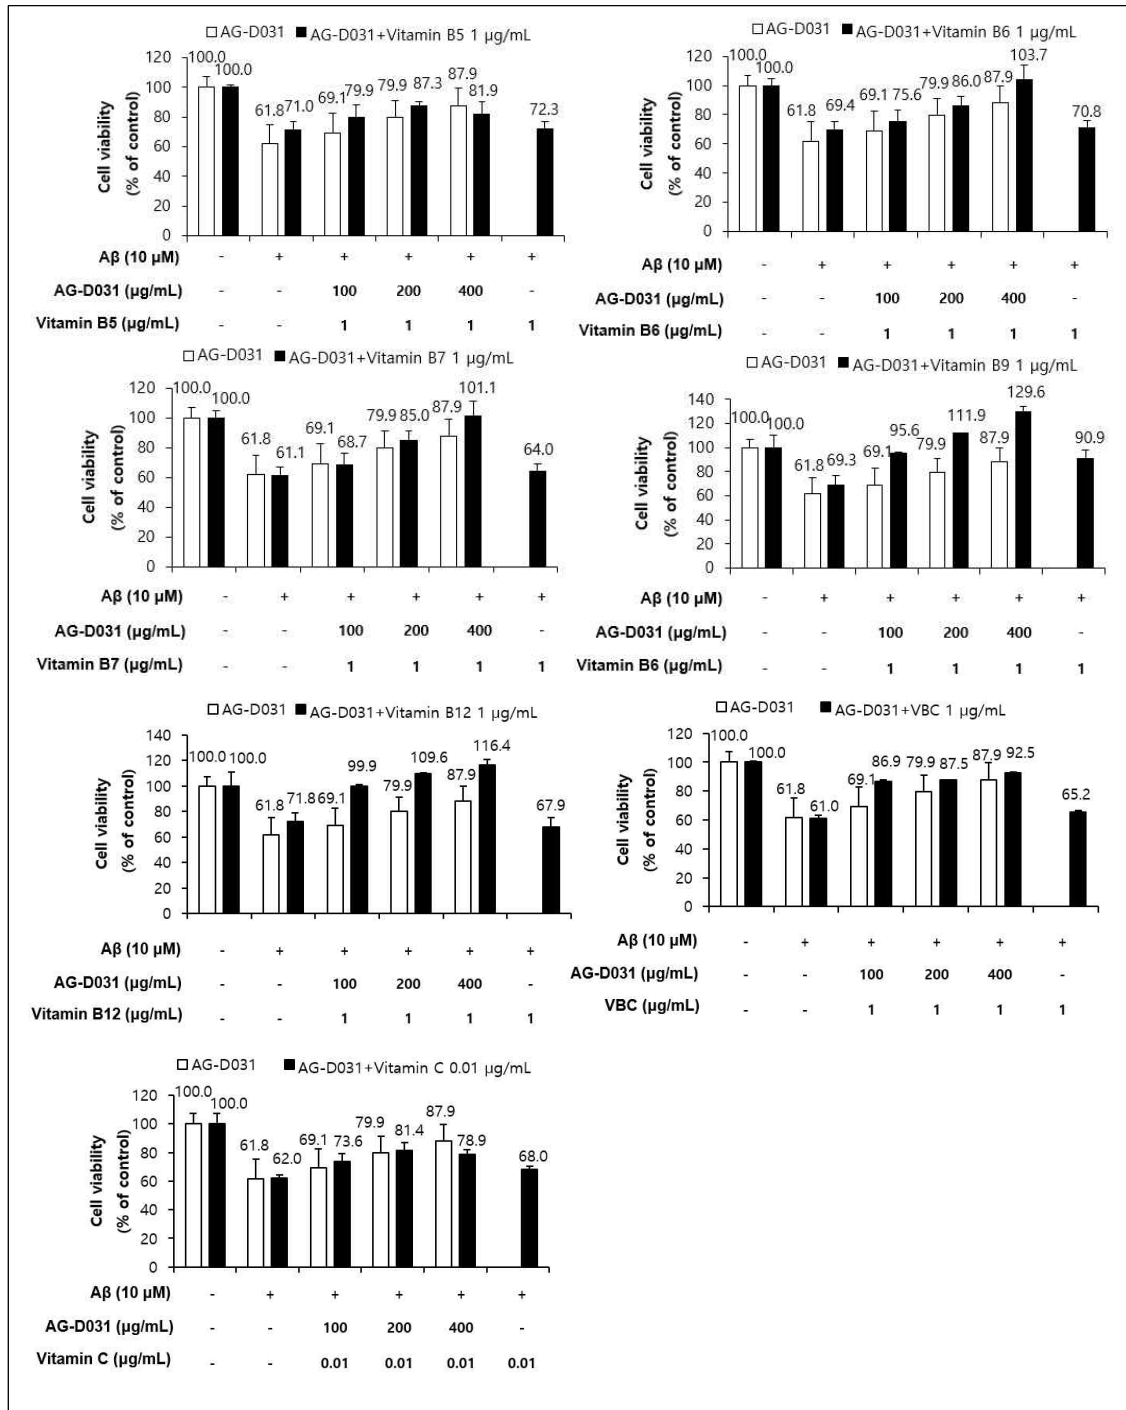 AG-D031 AG-D031+Vitamin B5 1 μg/mL
Cell viability
(% of control)
120
100
80
60
40
20
0
100.0 100.0 61.8 71.0 69.1 79.9 79.9 87.3 87.9 81.9 72.3
Aβ (10 μM) - + + + + +
AG-D031 (μg/mL) - - 100 200 400 -
Vitamin B5 (μg/mL) - - 1 1 1 1
AG-D031 AG-D031+Vitamin B6 1 μg/mL
Cell viability
(% of control)
120
100
80
60
40
20
0
100.0 100.0 61.8 69.4 69.1 75.6 79.9 86.0 87.9 103.7 70.8
Aβ (10 μM) - + + + + +
AG-D031 (μg/mL) - - 100 200 400 -
Vitamin B6 (μg/mL) - - 1 1 1 1
AG-D031 AG-D031+Vitamin B7 1 μg/mL
Cell viability
(% of control)
120
100
80
60
40
20
0
100.0 100.0 61.8 61.1 69.1 68.7 79.9 85.0 87.9 101.1 64.0
Aβ (10 μM) - + + + + +
AG-D031 (μg/mL) - - 100 200 400 -
Vitamin B7 (μg/mL) - - 1 1 1 1
AG-D031 AG-D031+Vitamin B9 1 μg/mL
Cell viability
(% of control)
140
120
100
80
60
40
20
0
100.0 100.0 61.8 69.3 69.1 95.6 79.9 111.9 87.9 129.6 90.9
Aβ (10 μM) - + + + + +
AG-D031 (μg/mL) - - 100 200 400 -
Vitamin B6 (μg/mL) - - 1 1 1 1
AG-D031 AG-D031+Vitamin B12 1 μg/mL
Cell viability
(% of control)
140
120
100
80
60
40
20
0
100.0 100.0 61.8 71.8 69.1 99.9 79.9 109.6 87.9 116.4 67.9
Aβ (10 μM) - + + + + +
AG-D031 (μg/mL) - - 100 200 400 -
Vitamin B12 (μg/mL) - - 1 1 1 1
AG-D031 AG-D031+VBC 1 μg/mL
Cell viability
(% of control)
120
100
80
60
40
20
0
100.0 100.0 61.8 61.0 69.1 86.9 79.9 87.5 87.9 92.5 65.2
Aβ (10 μM) - + + + + +
AG-D031 (μg/mL) - - 100 200 400 -
VBC (μg/mL) - - 1 1 1 1
AG-D031 AG-D031+Vitamin C 0.01 μg/mL
Cell viability
(% of control)
120
100
80
60
40
20
0
100.0 100.0 61.8 62.0 69.1 73.6 79.9 81.4 87.9 78.9 68.0
Aβ (10 μM) - + + + + +
AG-D031 (μg/mL) - - 100 200 400 -
Vitamin C (μg/mL) - - 0.01 0.01 0.01 0.01